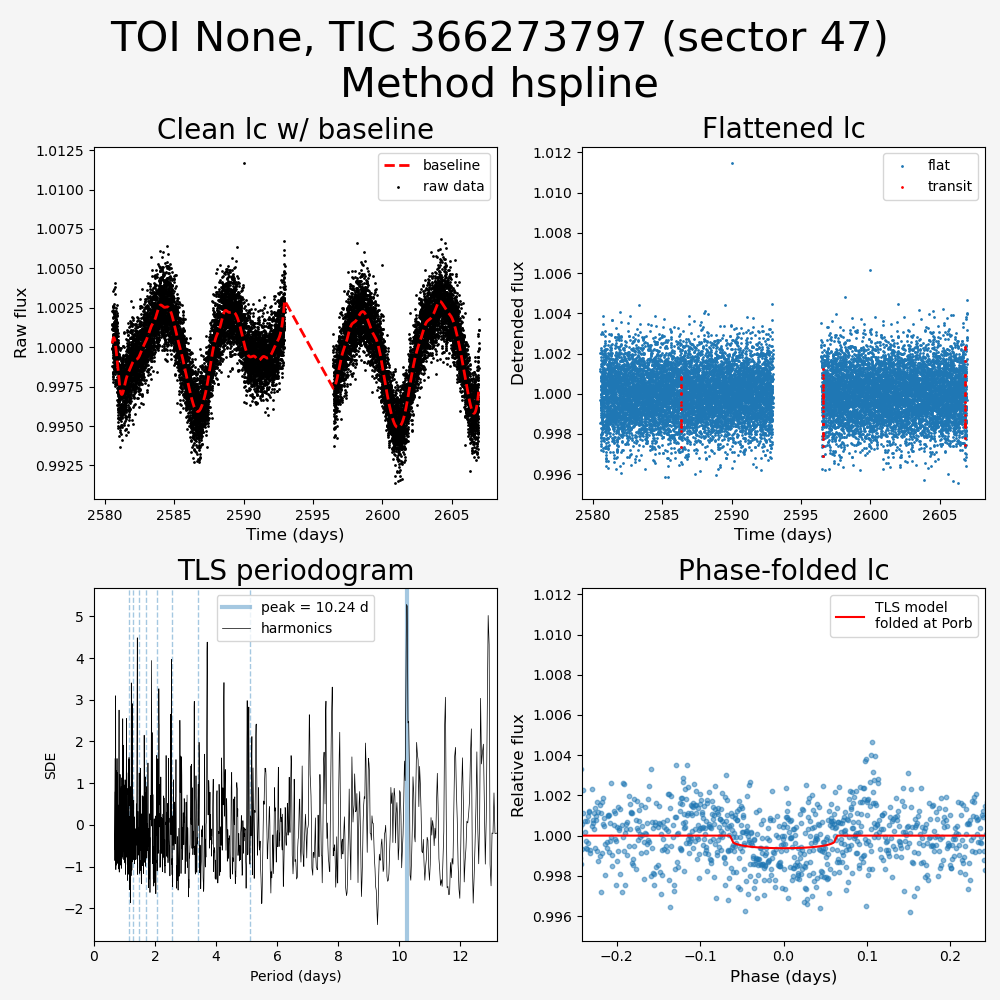 TOI None, TIC 366273797 (sector 47)
Method hspline
Clean lc w/ baseline
1.0125
1.0100
1.0075
1.0050
1.0025
1.0000
0.9975
0.9950
0.9925
Raw flux
baseline
raw data
2580
2585
2590
2595
2600
2605
Time (days)
Flattened lc
1.012
1.010
1.008
1.006
1.004
1.002
1.000
0.998
0.996
Detrended flux
flat
transit
2580
2585
2590
2595
2600
2605
Time (days)
TLS periodogram
5
4
3
2
1
0
−1
−2
SDE
peak = 10.24 d
harmonics
0
2
4
6
8
10
12
Period (days)
Phase-folded lc
1.012
1.010
1.008
1.006
1.004
1.002
1.000
0.998
0.996
Relative flux
TLS model
folded at Porb
−0.2
−0.1
0.0
0.1
0.2
Phase (days)